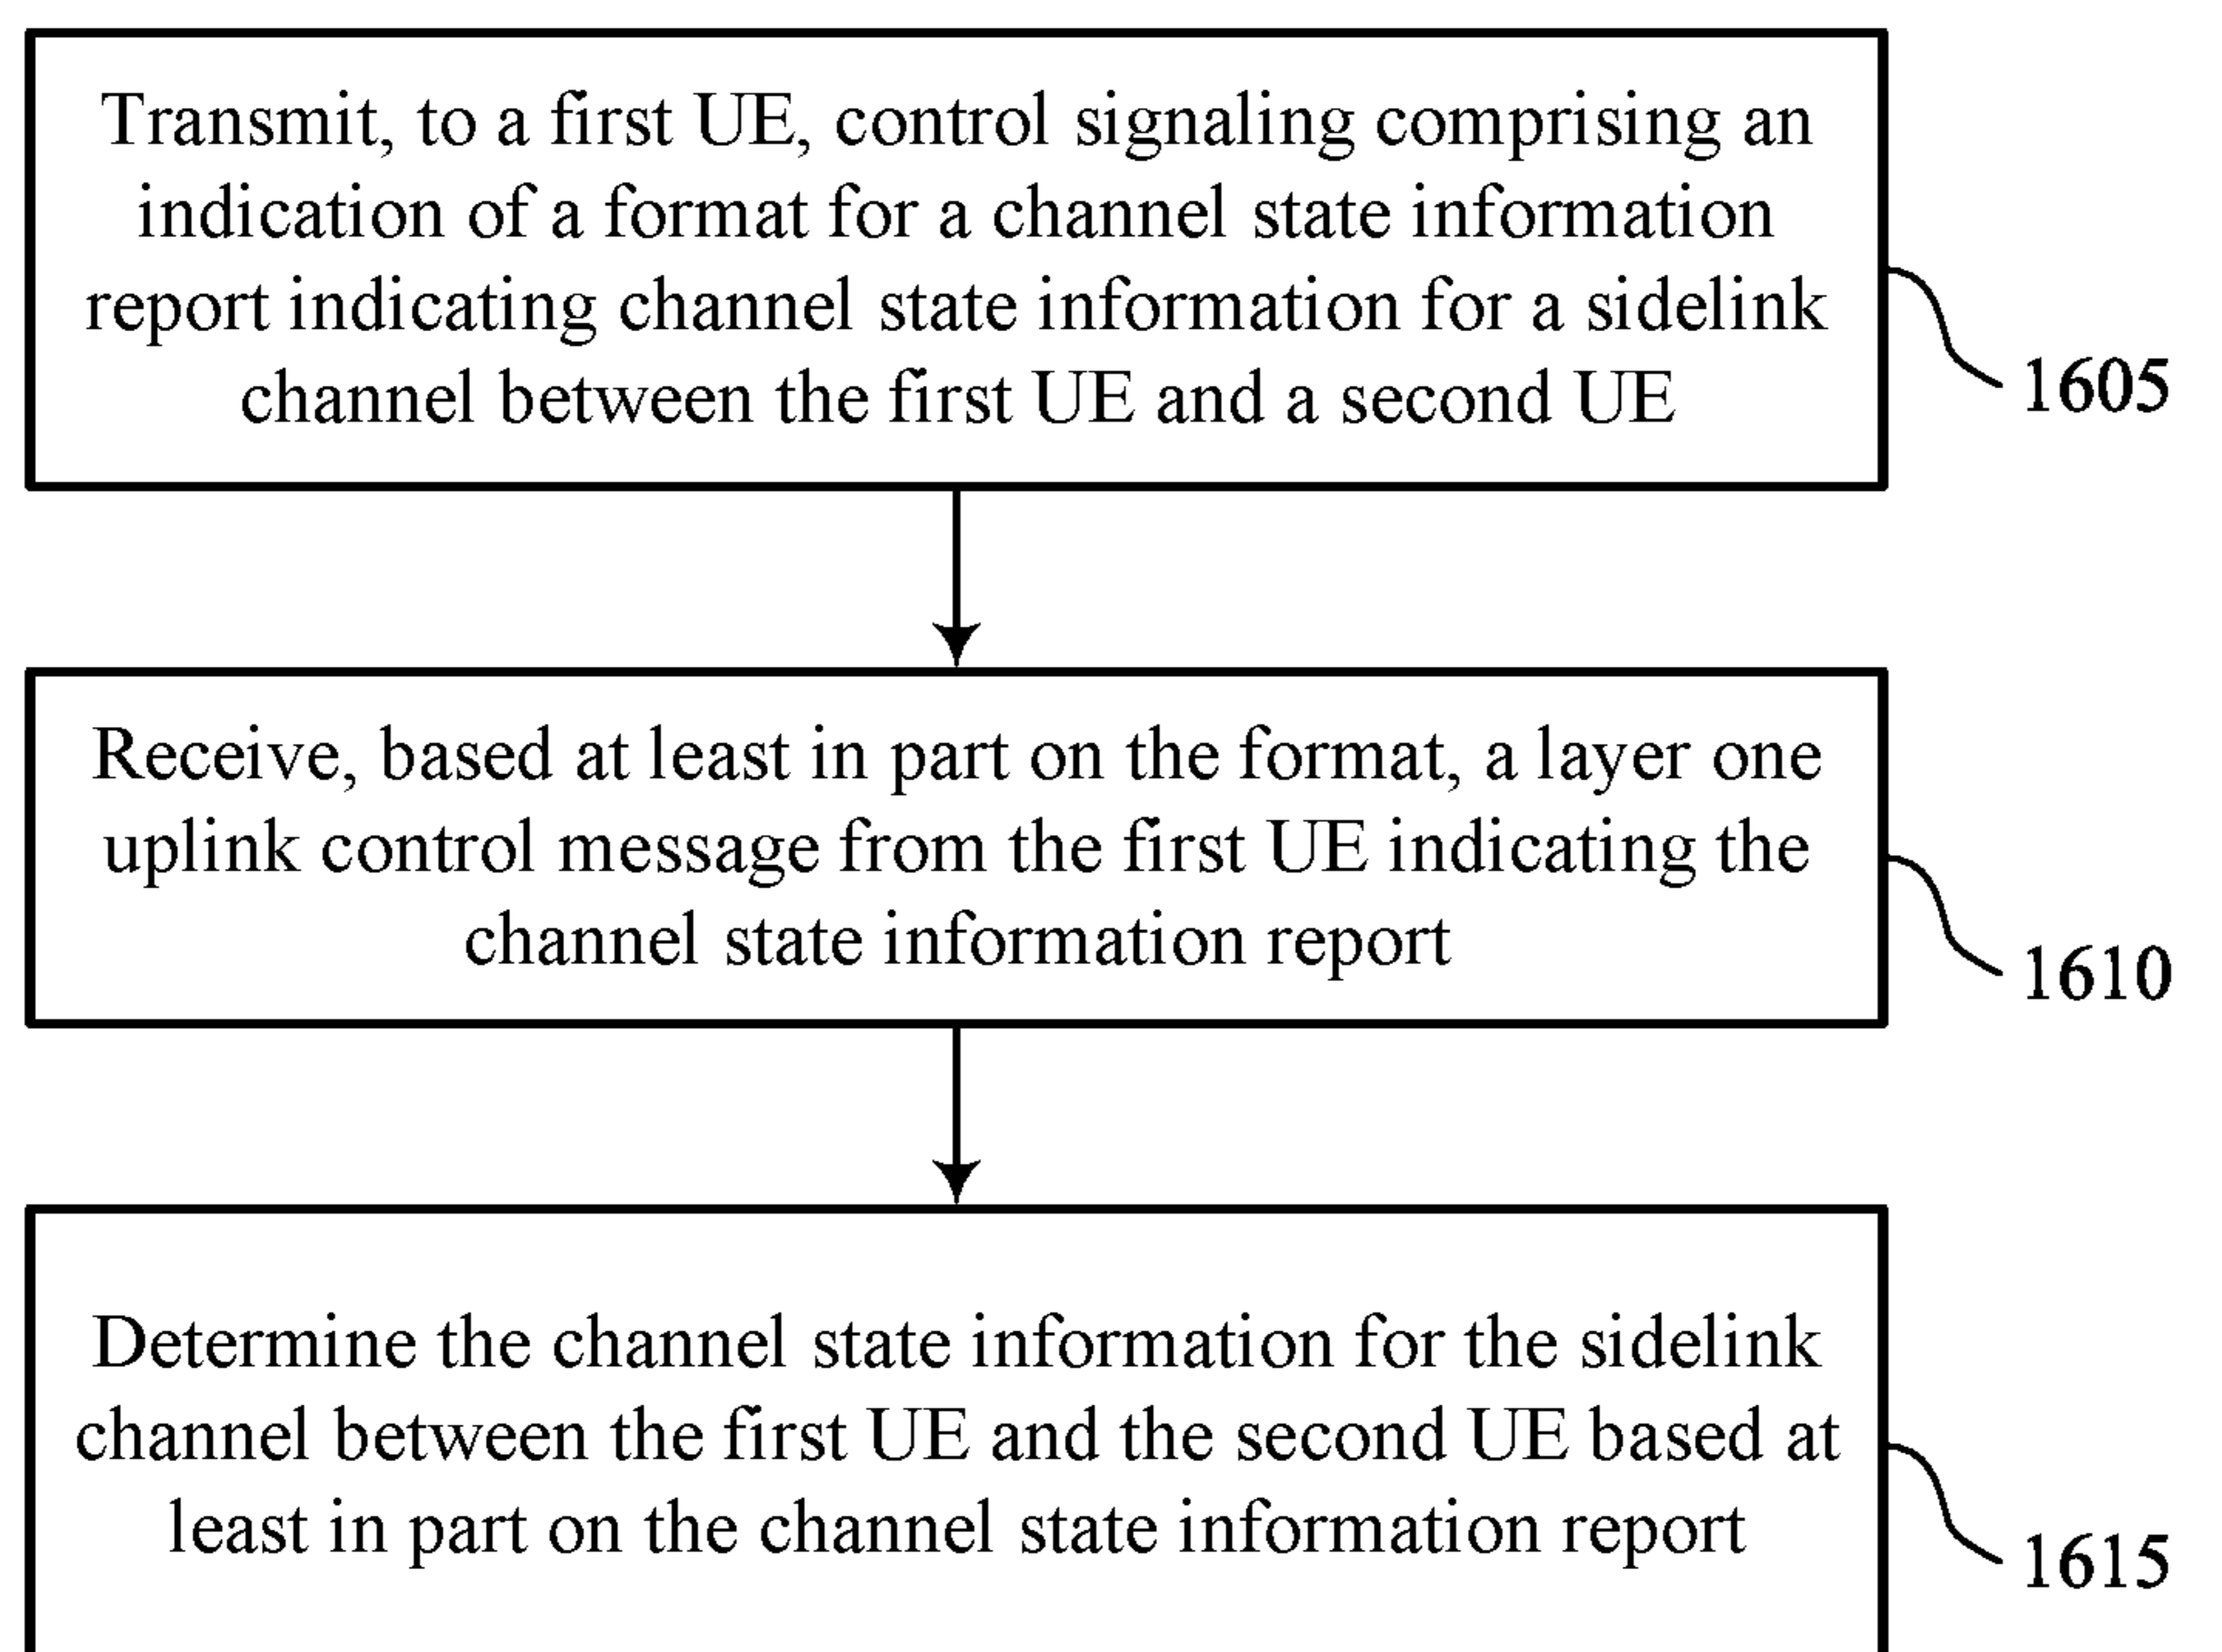 Transmit, to a first UE, control signaling comprising an
indication of a format for a channel state information
report indicating channel state information for a sidelink
channel between the first UE and a second UE
1605
Receive, based at least in part on the format, a layer one
uplink control message from the first UE indicating the
channel state information report
1610
Determine the channel state information for the sidelink
channel between the first UE and the second UE based at
least in part on the channel state information report
1615